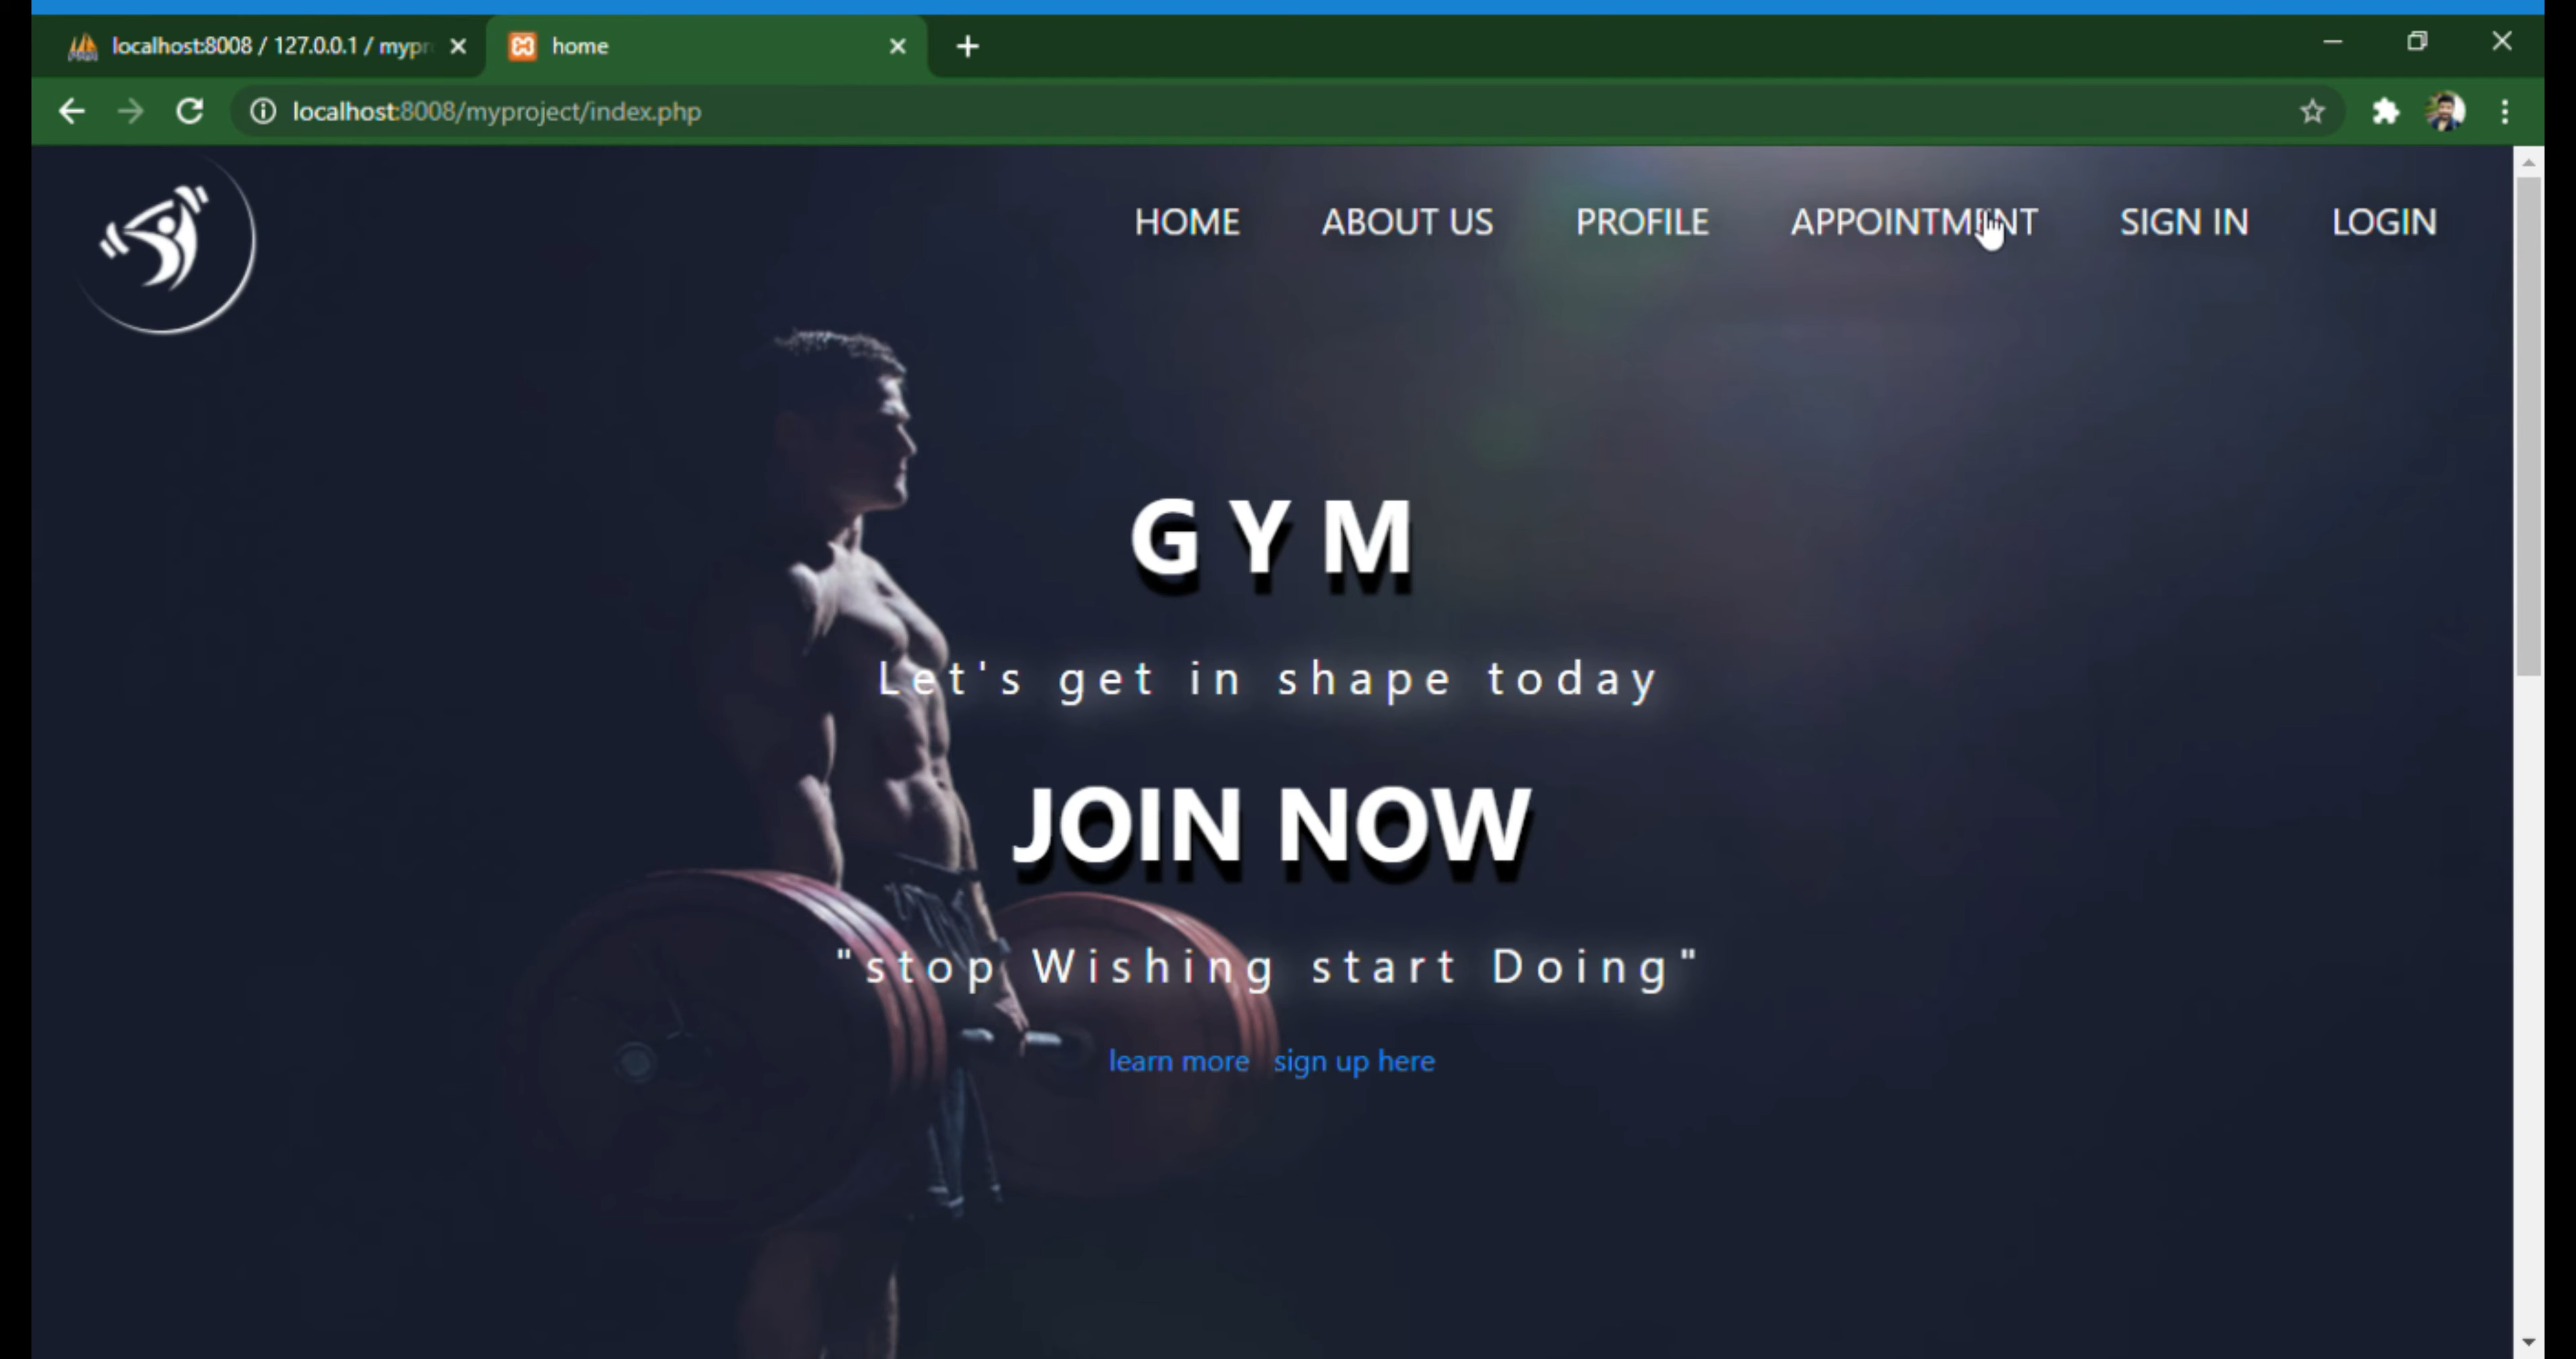 localhost:8008 / 127.0.0.1 / mypr
home
localhost:8008/myproject/index.php
HOME ABOUT US PROFILE APPOINTMENT SIGN IN LOGIN
GYM
Let's get in shape today
JOIN NOW
"stop Wishing start Doing"
learn more sign up here